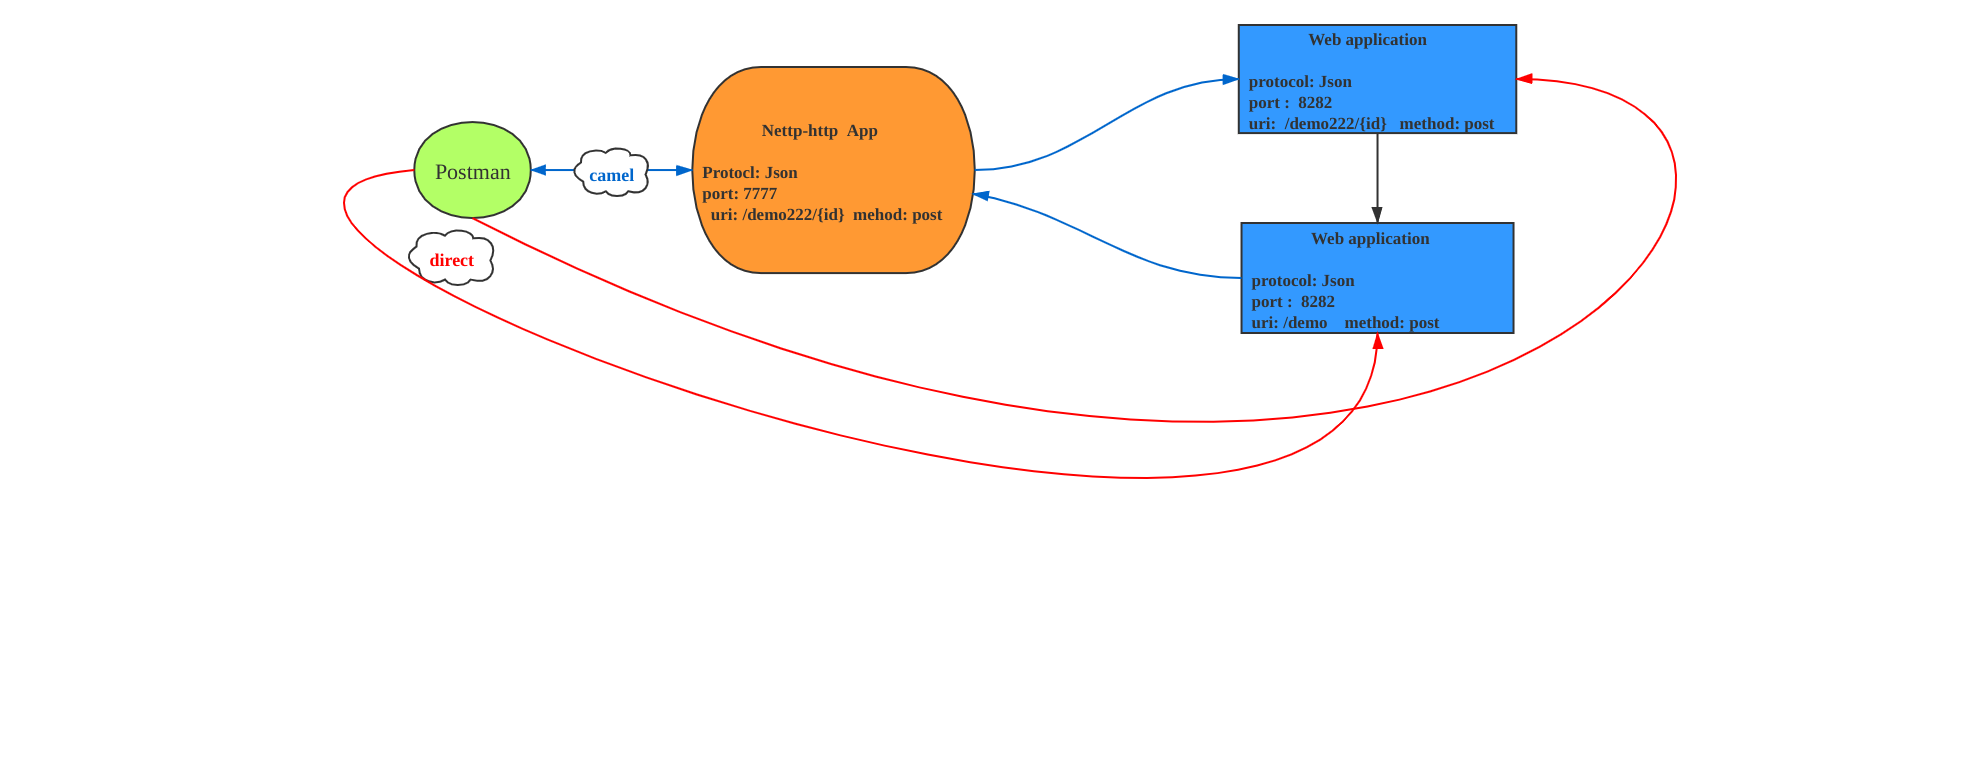 Postman
camel
direct
Nettp-http  App
Protocl: Json
port: 7777
uri: /demo222/{id}  mehod: post
Web application
protocol: Json
port :  8282
uri:  /demo222/{id}   method: post
Web application
protocol: Json
port :  8282
uri: /demo    method: post